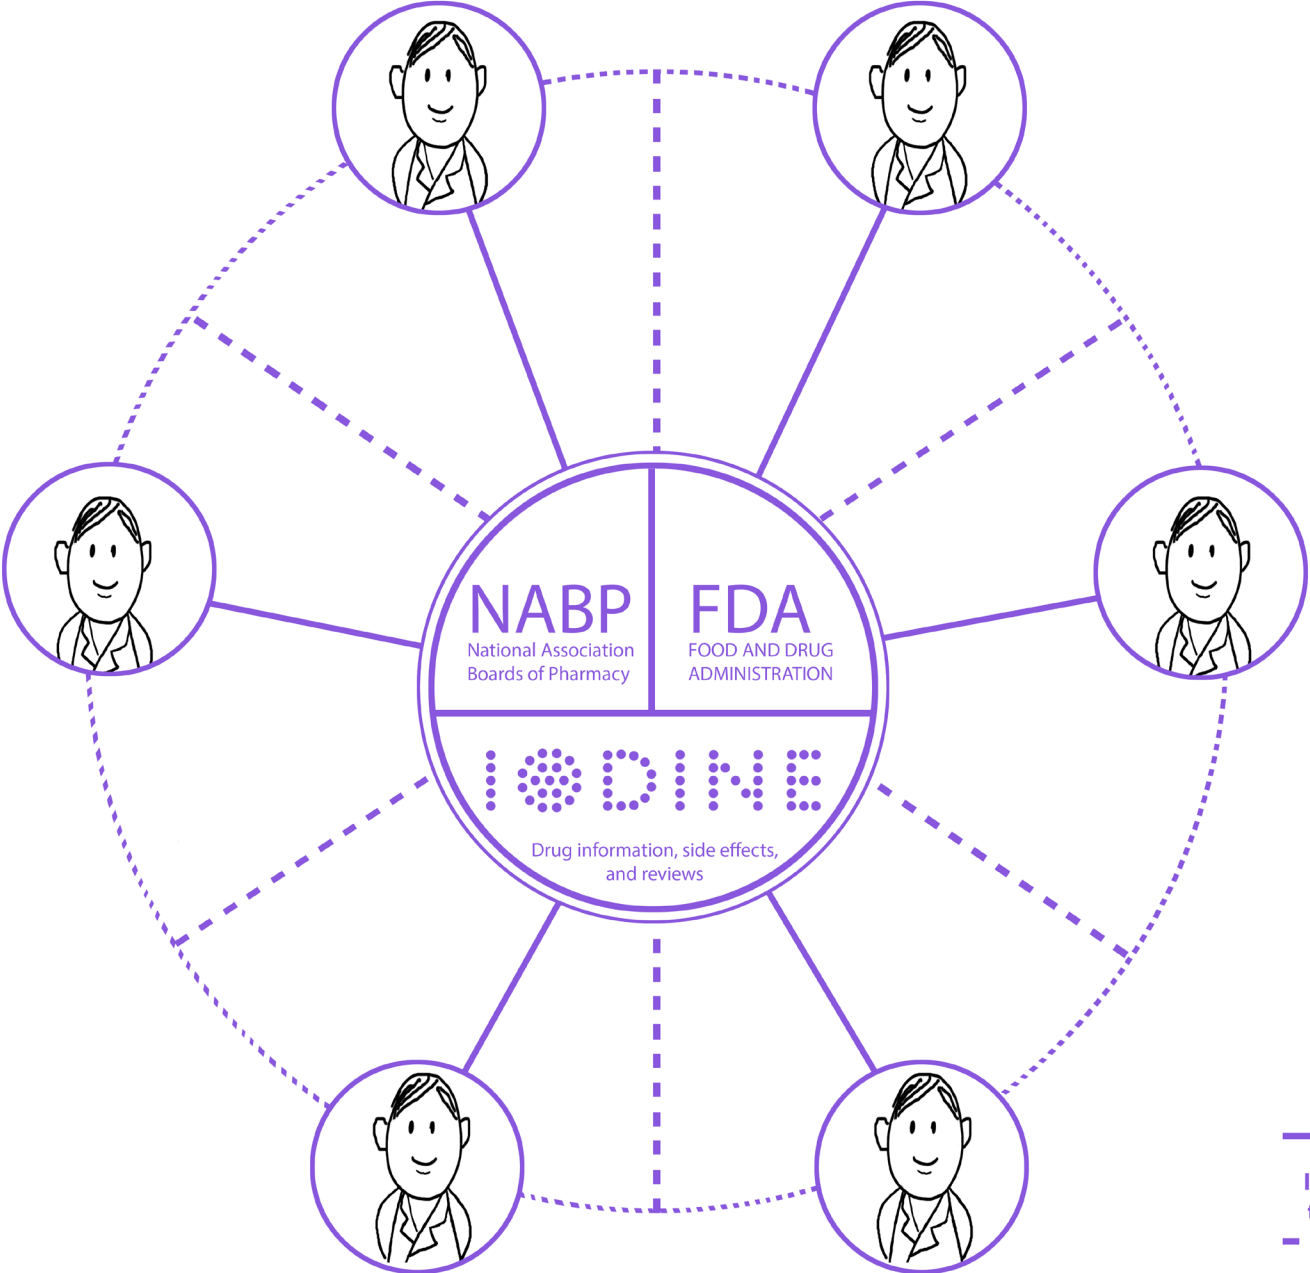 NABP
National Association
Boards of Pharmacy
FDA
FOOD AND DRUG
ADMINISTRATION
IODINE
Drug information, side effects,
and reviews